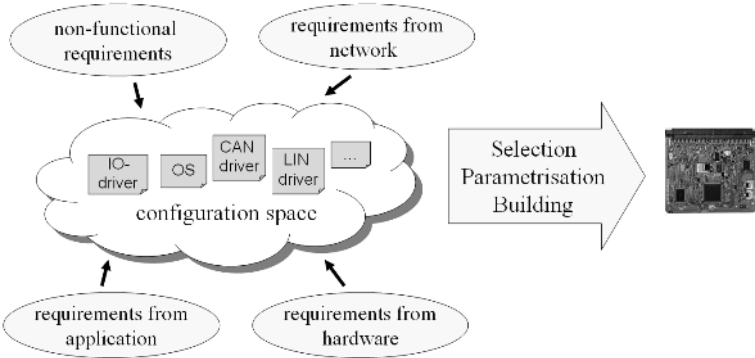 non-functional
requirements
requirements from
network
IO-
driver
OS
CAN
driver
LIN
driver
...
configuration space
Selection
Parametrisation
Building
requirements from
application
requirements from
hardware